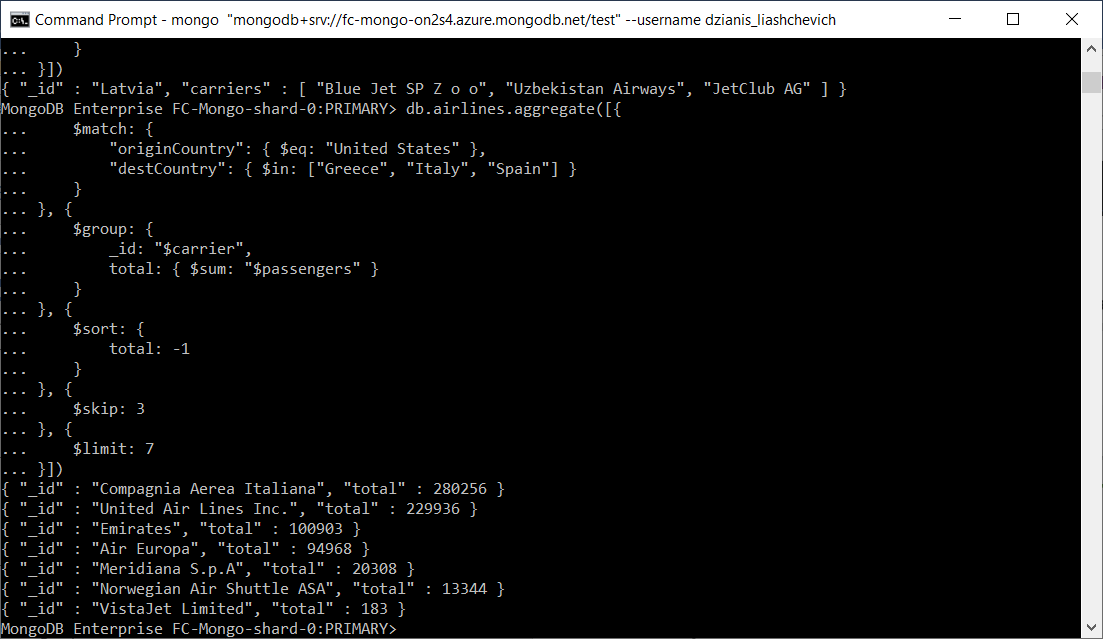 Command Prompt - mongo "mongodb+srv://fc-mongo-on2s4.azure.mongodb.net/test" --username dzianis_liashchevich
...     }
... }])
{ "_id" : "Latvia", "carriers" : [ "Blue Jet SP Z o o", "Uzbekistan Airways", "JetClub AG" ] }
MongoDB Enterprise FC-Mongo-shard-0:PRIMARY> db.airlines.aggregate([{
...     $match: {
...         "originCountry": { $eq: "United States" },
...         "destCountry": { $in: ["Greece", "Italy", "Spain"] }
...     }
... }, {
...     $group: {
...         _id: "$carrier",
...         total: { $sum: "$passengers" }
...     }
... }, {
...     $sort: {
...         total: -1
...     }
... }, {
...     $skip: 3
... }, {
...     $limit: 7
... }])
{ "_id" : "Compagnia Aerea Italiana", "total" : 280256 }
{ "_id" : "United Air Lines Inc.", "total" : 229936 }
{ "_id" : "Emirates", "total" : 100903 }
{ "_id" : "Air Europa", "total" : 94968 }
{ "_id" : "Meridiana S.p.A", "total" : 20308 }
{ "_id" : "Norwegian Air Shuttle ASA", "total" : 13344 }
{ "_id" : "VistaJet Limited", "total" : 183 }
MongoDB Enterprise FC-Mongo-shard-0:PRIMARY>